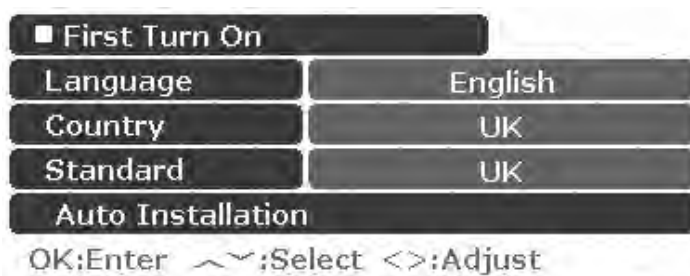 First Turn On
Language English
Country UK
Standard UK
Auto Installation
OK:Enter ︿﹀:Select <>:Adjust